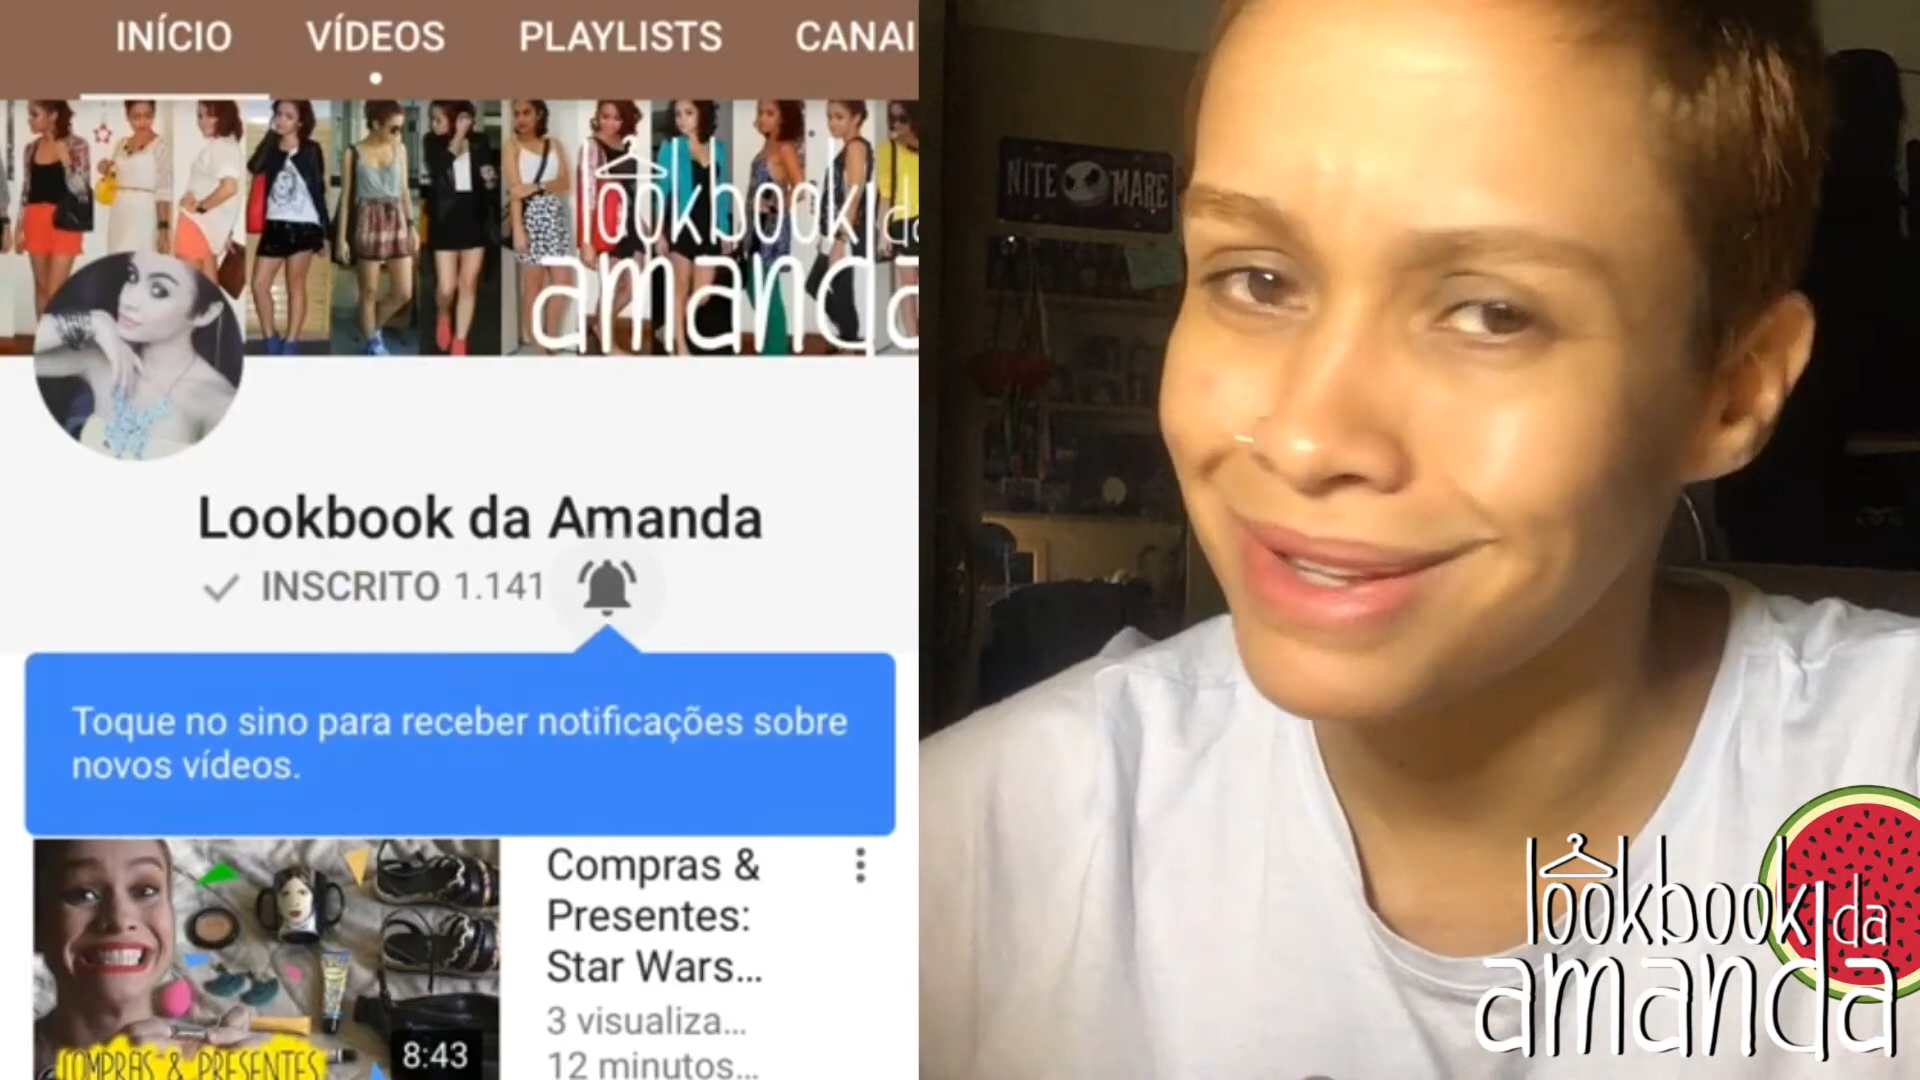 INÍCIO VÍDEOS PLAYLISTS CANAI
lookbook da
amanda
Lookbook da Amanda
INSCRITO 1.141
Toque no sino para receber notificações sobre
novos vídeos.
Compras &
Presentes:
Star Wars...
3 visualiza...
12 minutos...
COMPRAS & PRESENTES
8:43
NITE MARE
lookbook da
amanda